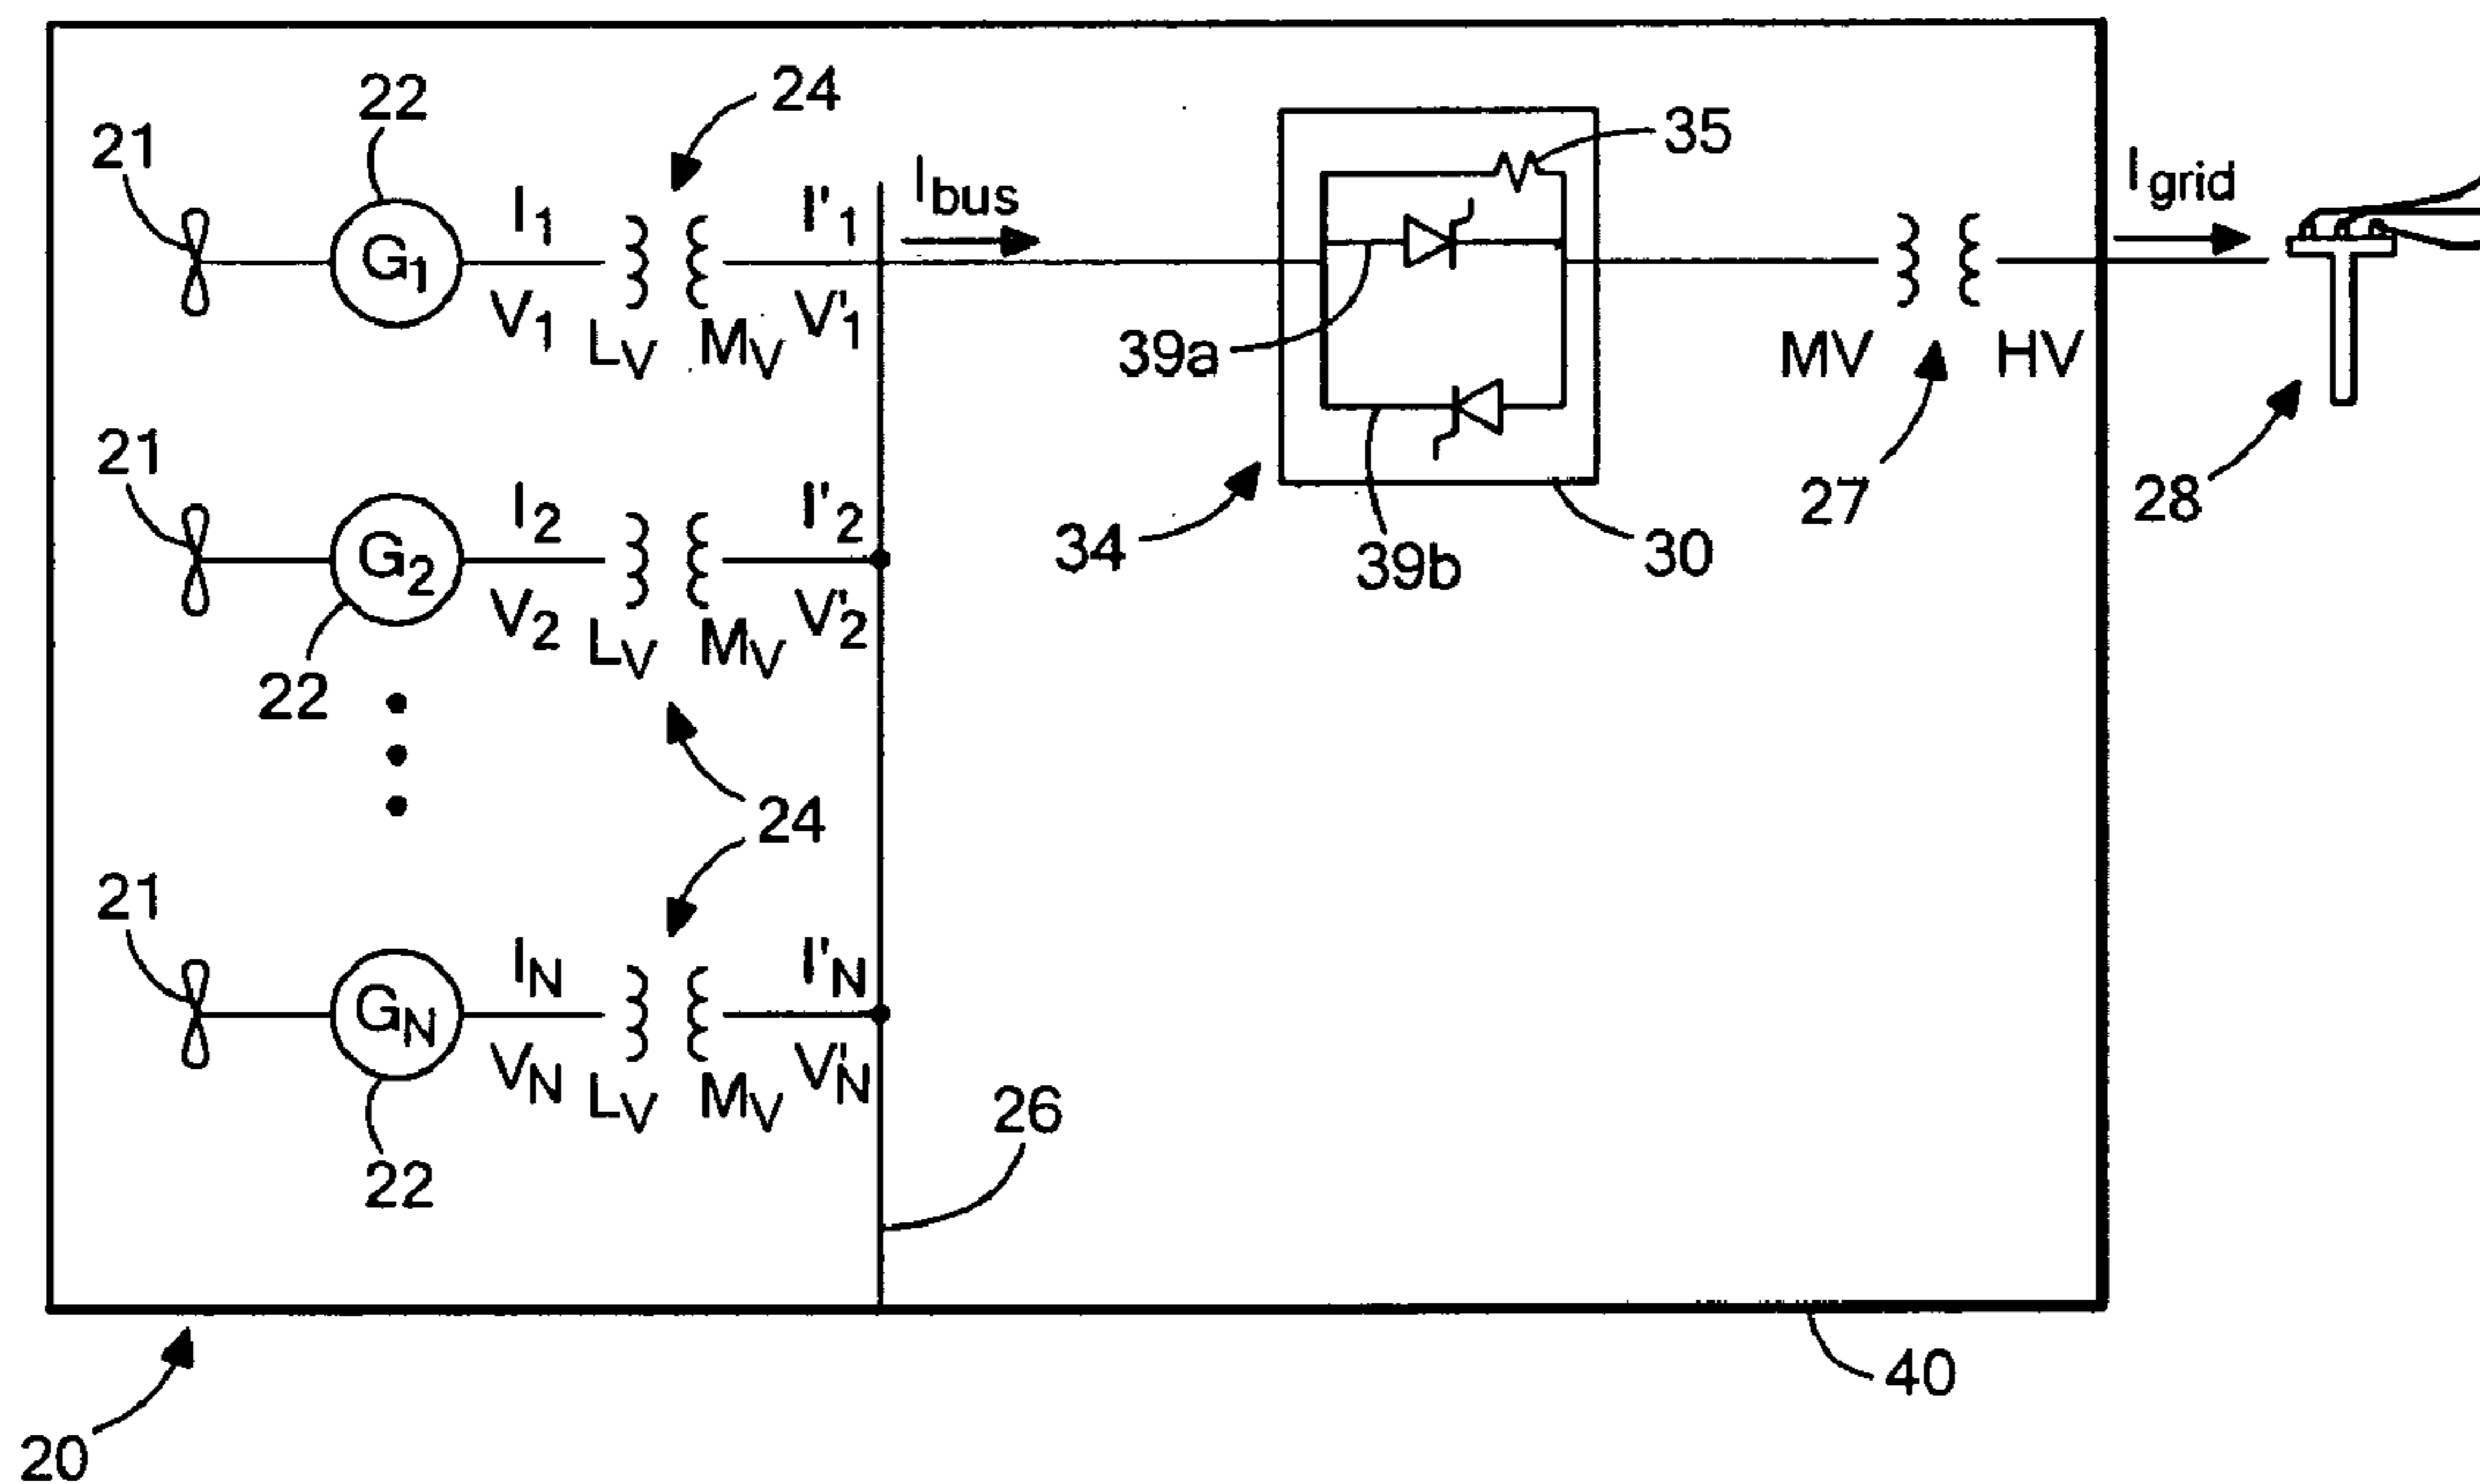 22
24
21
G1
I1
V1
LV
MV
I'1
V'1
Ibus
35
39a
39b
34
30
MV
HV
27
Igrid
28
21
G2
22
I2
V2
LV
MV
I'2
V'2
24
21
GN
22
IN
VN
LV
MV
I'N
V'N
26
40
20